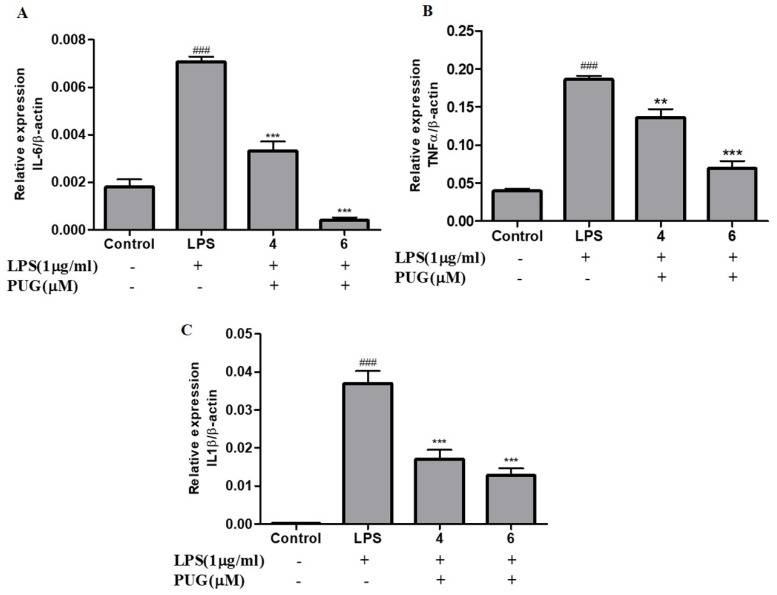 A
Relative expression
IL-6/β-actin
0.008
0.006
0.004
0.002
0.000
###
***
***
Control LPS 4 6
LPS(1μg/ml) - + + +
PUG(μM) - - + +
B
Relative expression
TNFα/β-actin
0.25
0.20
0.15
0.10
0.05
0.00
###
**
***
Control LPS 4 6
LPS(1μg/ml) - + + +
PUG(μM) - - + +
C
Relative expression
IL1β/β-actin
0.05
0.04
0.03
0.02
0.01
0.00
###
***
***
Control LPS 4 6
LPS(1μg/ml) - + + +
PUG(μM) - - + +